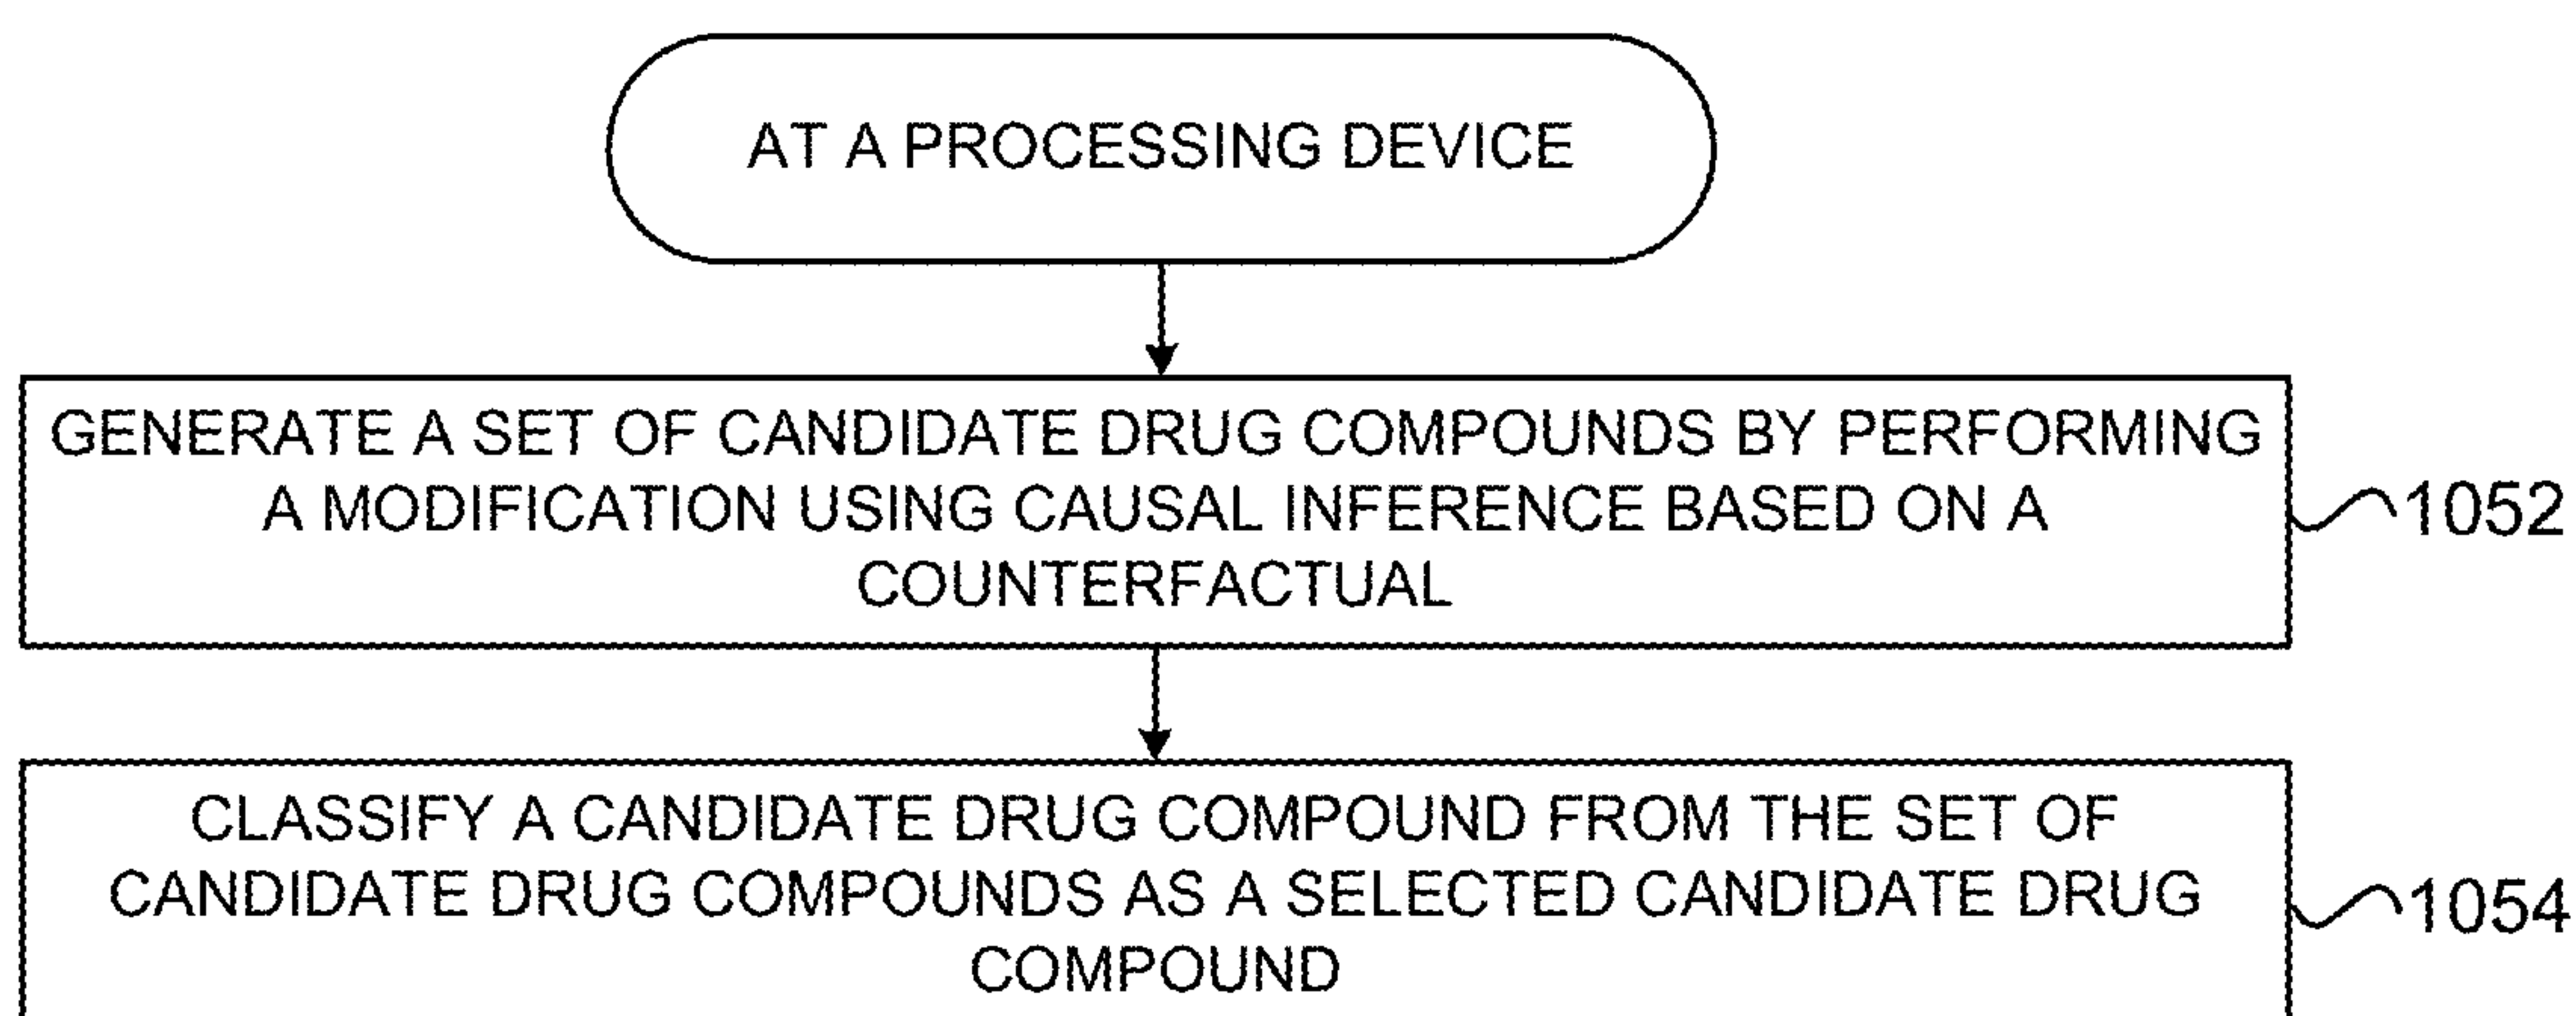 AT A PROCESSING DEVICE
GENERATE A SET OF CANDIDATE DRUG COMPOUNDS BY PERFORMING
A MODIFICATION USING CAUSAL INFERENCE BASED ON A
COUNTERFACTUAL
1052
CLASSIFY A CANDIDATE DRUG COMPOUND FROM THE SET OF
CANDIDATE DRUG COMPOUNDS AS A SELECTED CANDIDATE DRUG
COMPOUND
1054